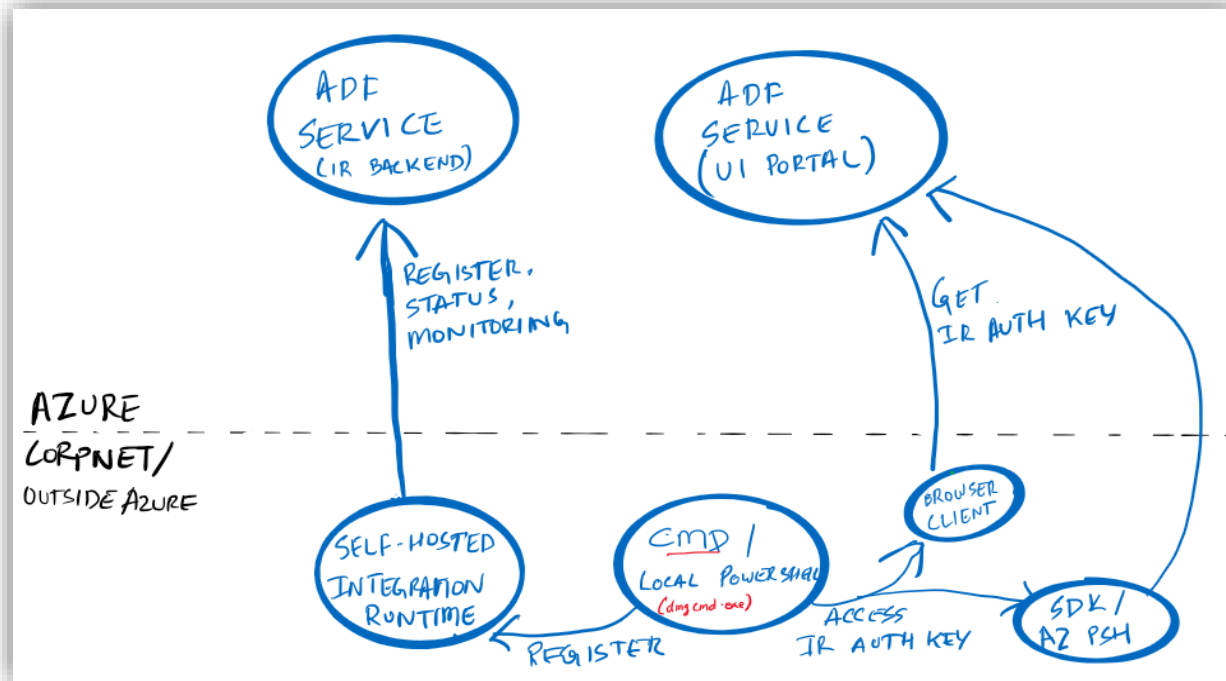 ADF
SERVICE
(IR BACKEND)
ADF
SERVICE
(UI PORTAL)
REGISTER,
STATUS,
MONITORING
GET
IR AUTH KEY
AZURE
CORPNET/
OUTSIDE AZURE
SELF-HOSTED
INTEGRATION
RUNTIME
CMD /
LOCAL POWERSHELL
(dmgcmd.exe)
BROWSER
CLIENT
SDK /
AZ PSH
REGISTER
ACCESS
IR AUTH KEY